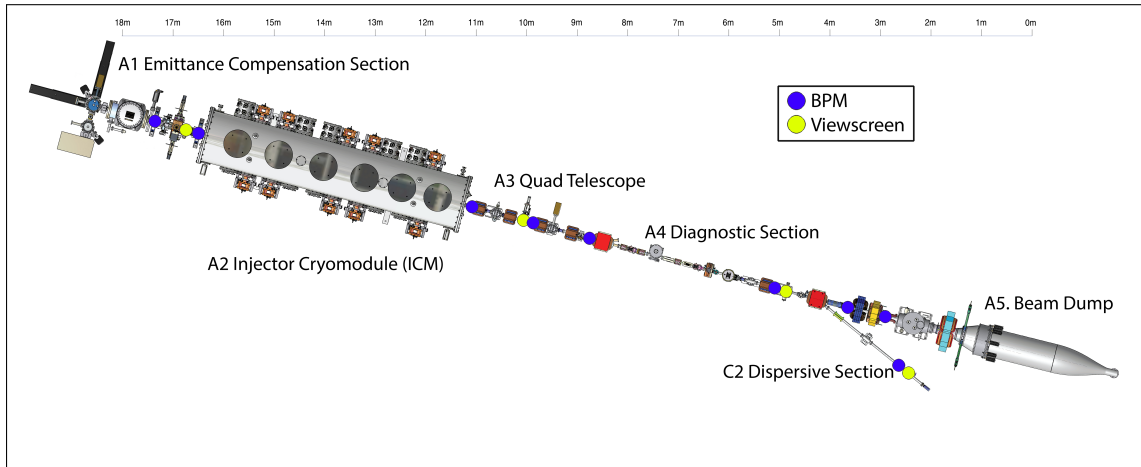 18m 17m 16m 15m 14m 13m 12m 11m 10m 9m 8m 7m 6m 5m 4m 3m 2m 1m 0m
A1 Emittance Compensation Section
BPM
Viewscreen
A3 Quad Telescope
A4 Diagnostic Section
A2 Injector Cryomodule (ICM)
A5. Beam Dump
C2 Dispersive Section